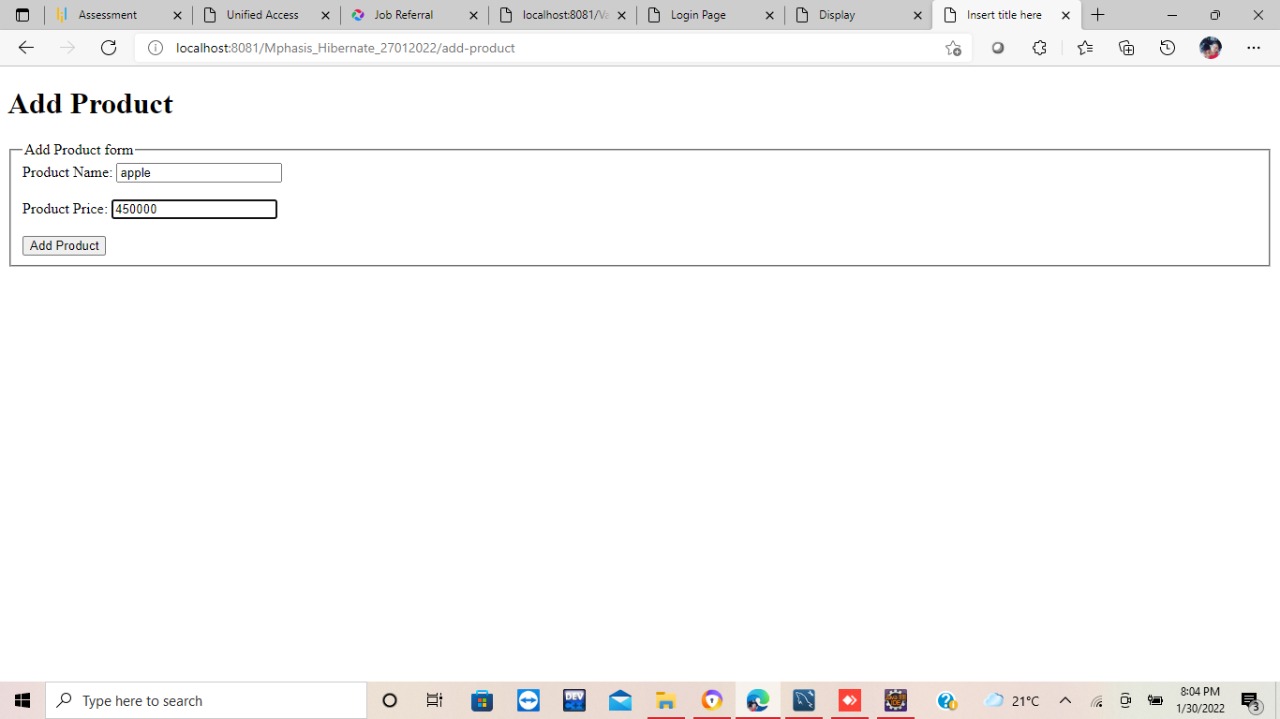 Assessment
Unified Access
Job Referral
localhost:8081/Va
Login Page
Display
Insert title here
localhost:8081/Mphasis_Hibernate_27012022/add-product
Add Product
Add Product form
Product Name: apple
Product Price: 450000
Add Product
Type here to search
DEV
21°C
8:04 PM
1/30/2022
3